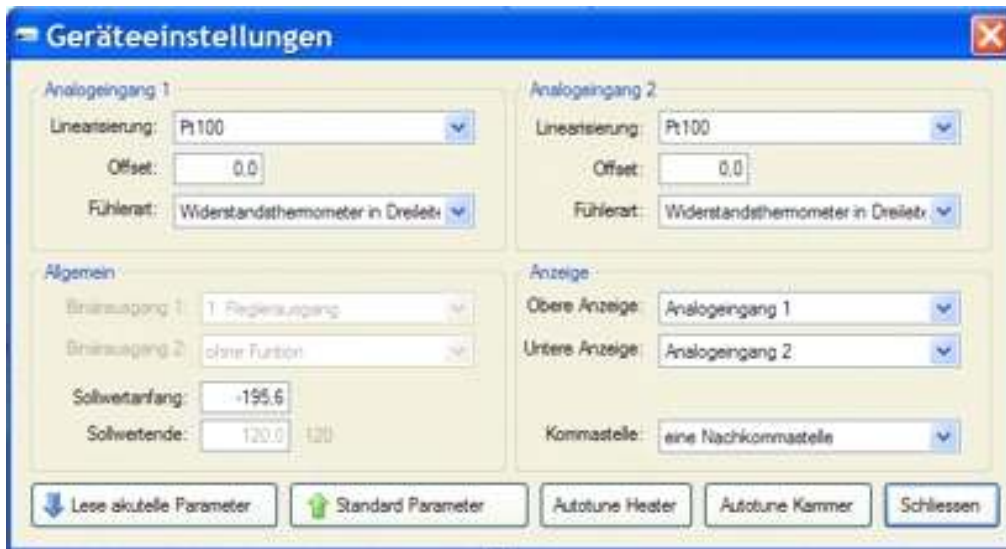 Geräteeinstellungen
Analogeingang 1
Linearisierung: Pt100
Offset: 0,0
Fühlerart: Widerstandsthermometer in Dreileite
Analogeingang 2
Linearisierung: Pt100
Offset: 0,0
Fühlerart: Widerstandsthermometer in Dreileite
Allgemein
Binärausgang 1: 1. Reglerausgang
Binärausgang 2: ohne Funtion
Sollwertanfang: -195,6
Sollwertende: 120,0 120
Anzeige
Obere Anzeige: Analogeingang 1
Untere Anzeige: Analogeingang 2
Kommastelle: eine Nachkommastelle
Lese akutelle Parameter
Standard Parameter
Autotune Heater
Autotune Kammer
Schliessen